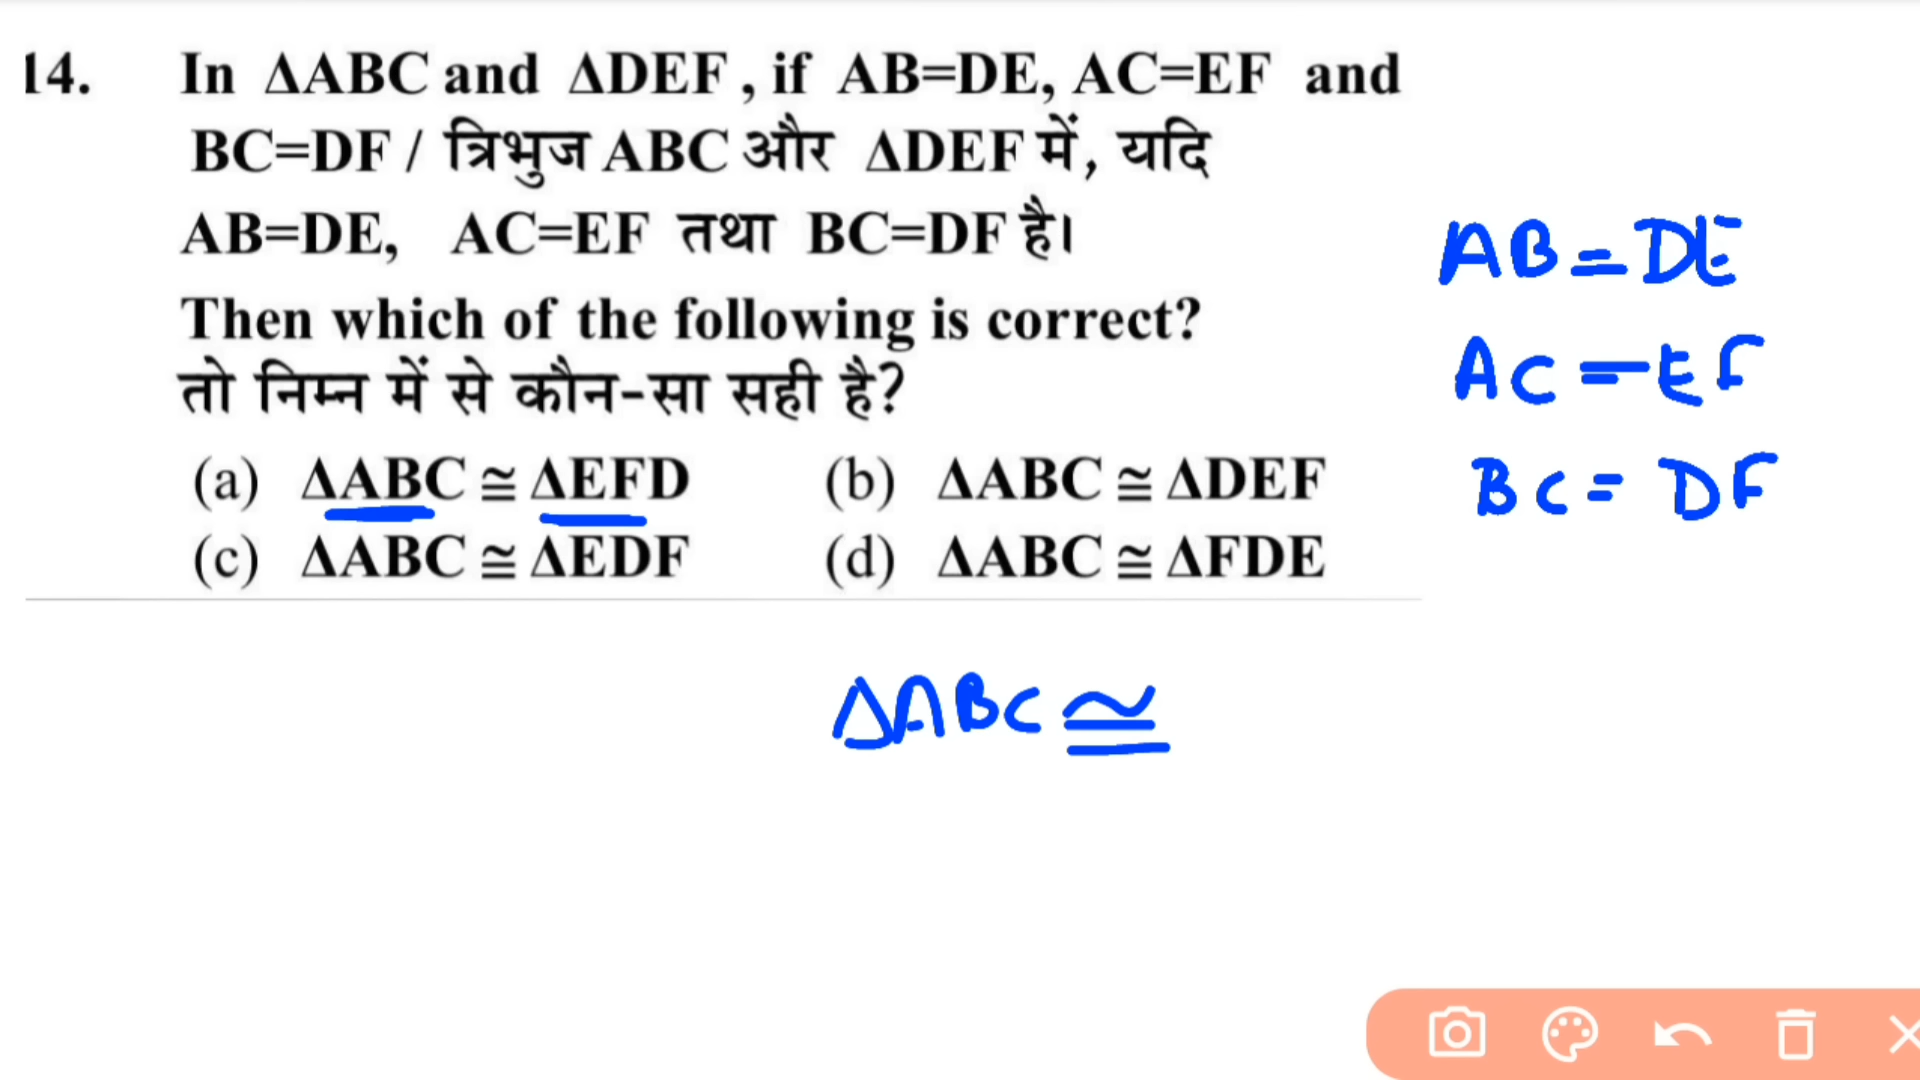 14. In ΔABC and ΔDEF, if AB=DE, AC=EF and
BC=DF / त्रिभुज ABC और ΔDEF में, यदि
AB=DE, AC=EF तथा BC=DF है।
Then which of the following is correct?
तो निम्न में से कौन-सा सही है?
(a) ΔABC ≅ ΔEFD (b) ΔABC ≅ ΔDEF
(c) ΔABC ≅ ΔEDF (d) ΔABC ≅ ΔFDE
AB=DE
AC=EF
BC=DF
ΔABC ≅